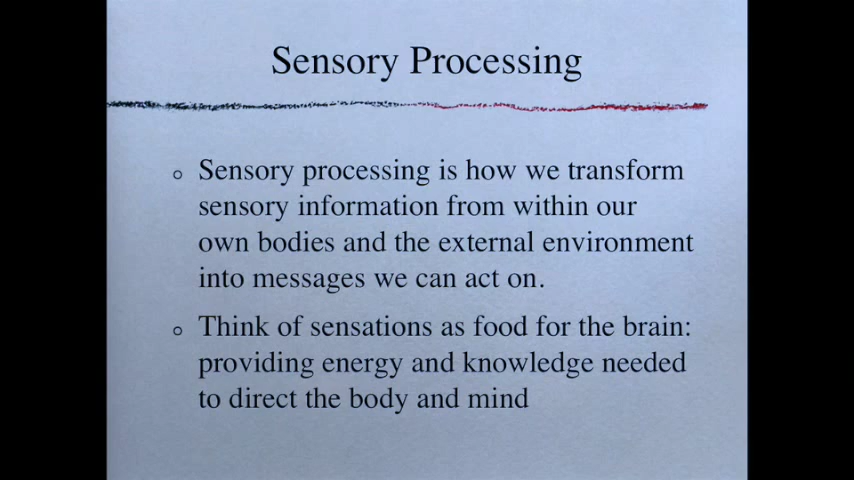 Sensory Processing
Sensory processing is how we transform
sensory information from within our
own bodies and the external environment
into messages we can act on.
Think of sensations as food for the brain:
providing energy and knowledge needed
to direct the body and mind